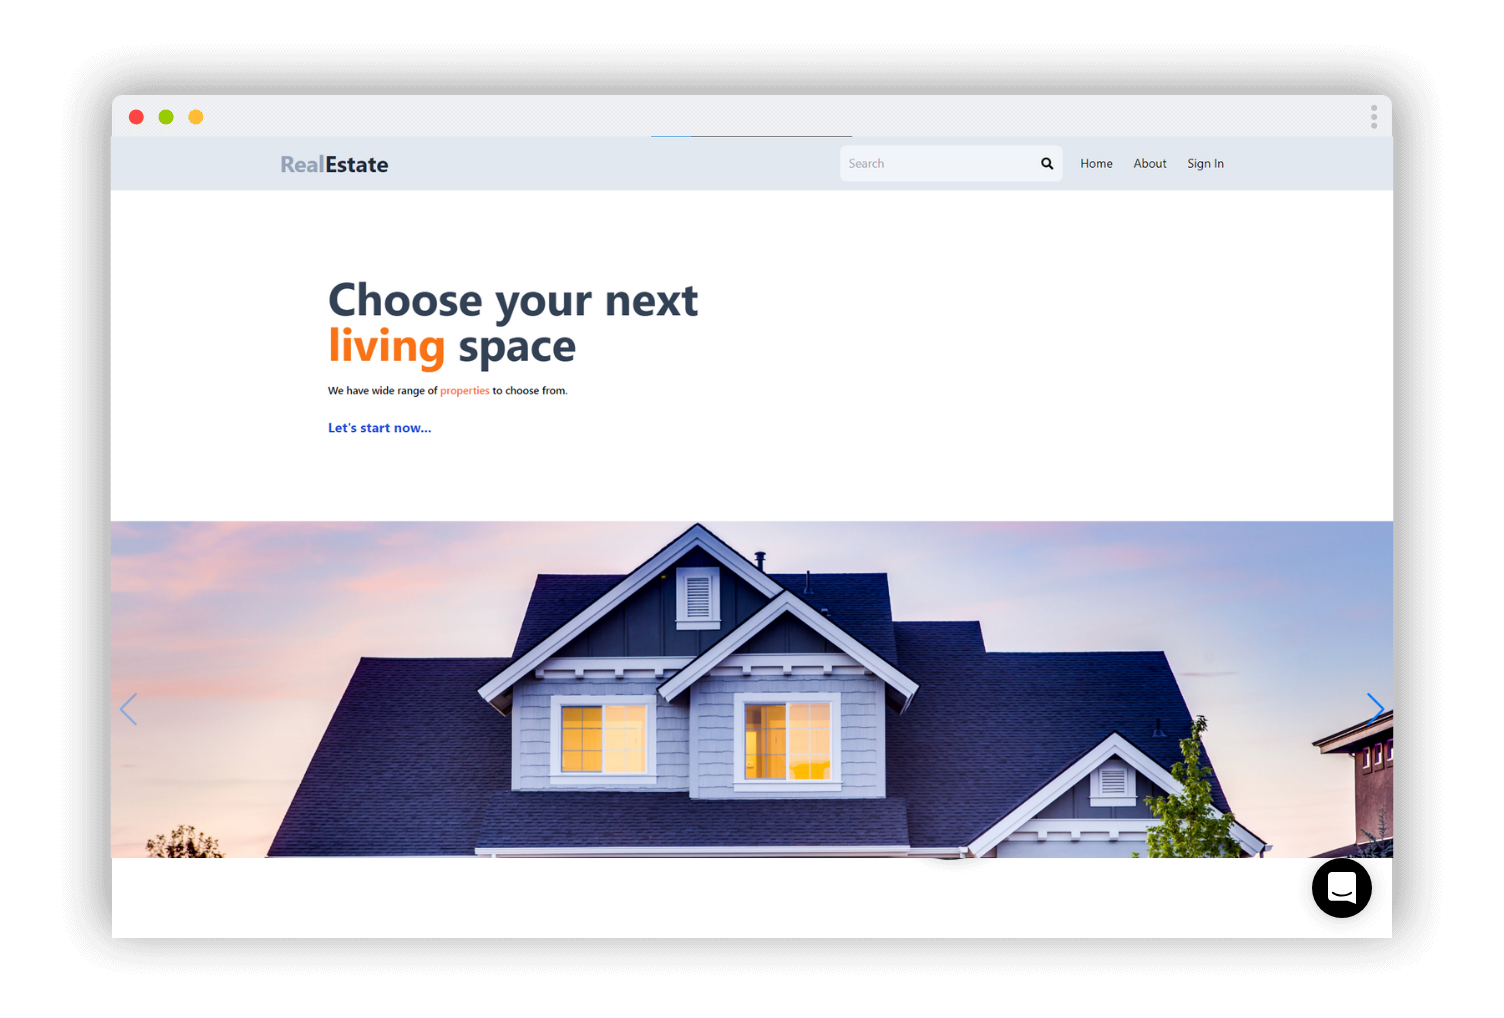 RealEstate
Search
Home About Sign In
Choose your next
living space
We have wide range of properties to choose from.
Let's start now...